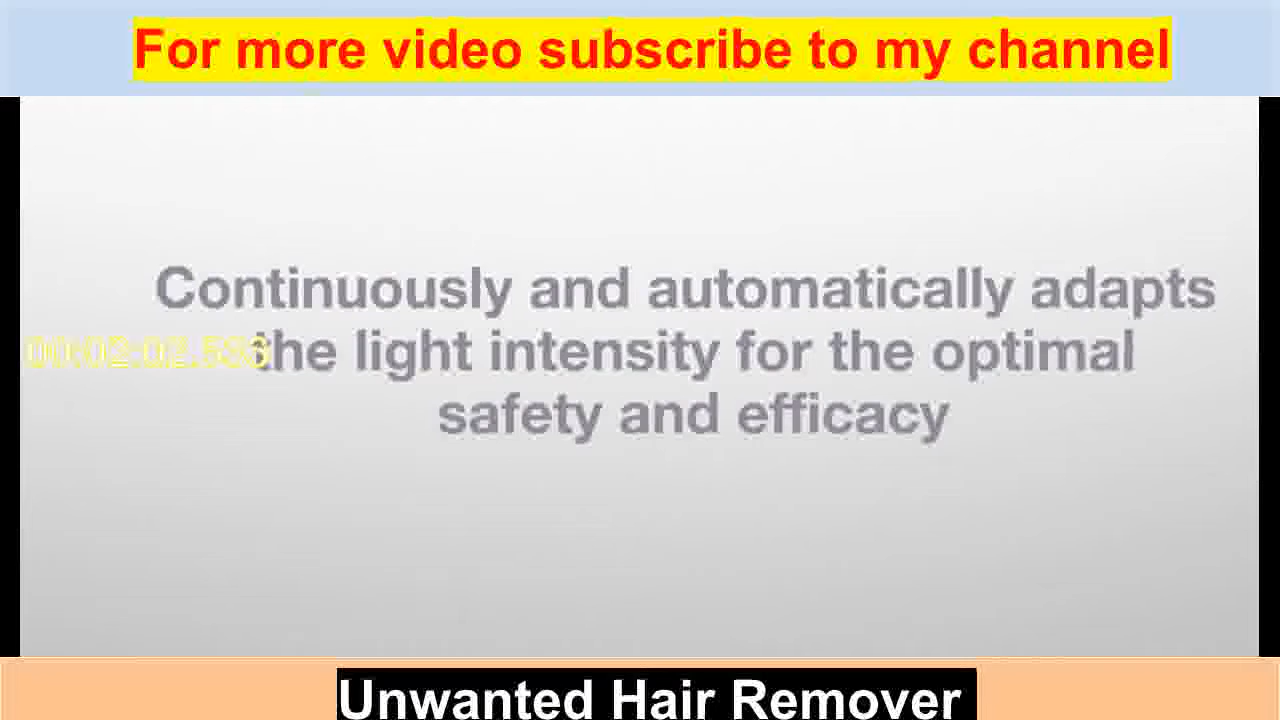 For more video subscribe to my channel
Continuously and automatically adapts
the light intensity for the optimal
safety and efficacy
Unwanted Hair Remover